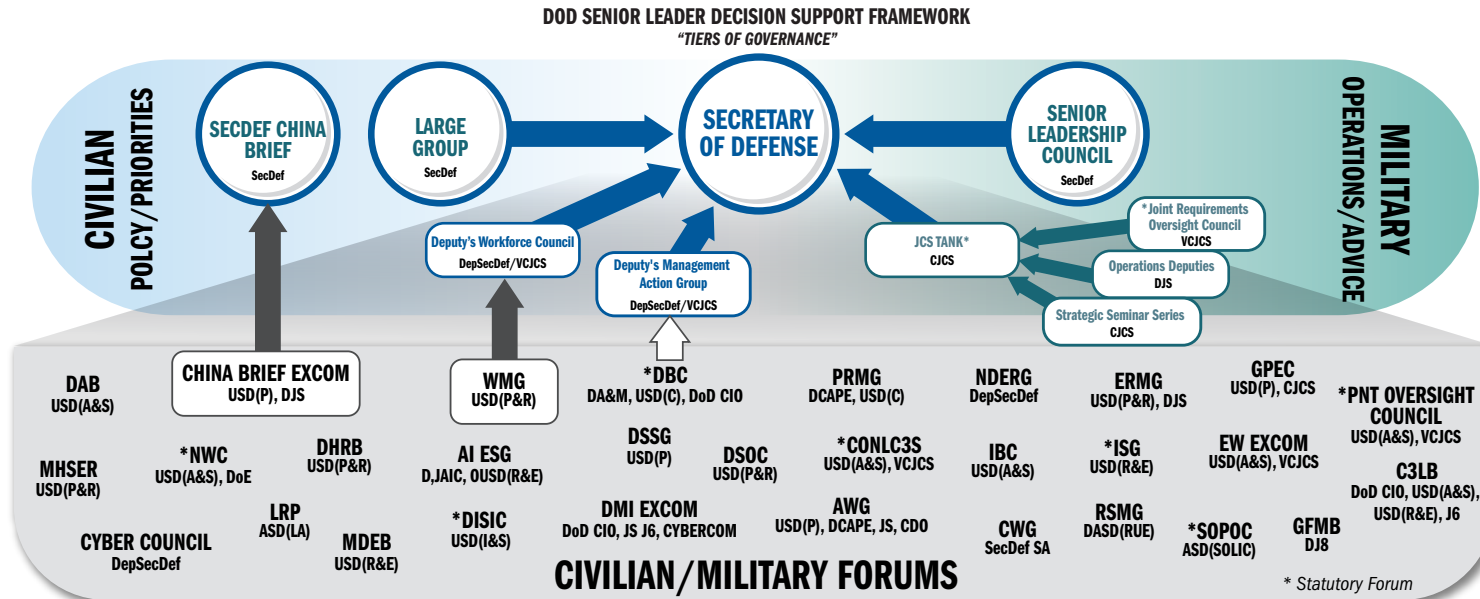 DOD SENIOR LEADER DECISION SUPPORT FRAMEWORK
"TIERS OF GOVERNANCE"
CIVILIAN
POLCY/PRIORITIES
SECDEF CHINA
BRIEF
SecDef
LARGE
GROUP
SecDef
SECRETARY
OF DEFENSE
SENIOR
LEADERSHIP
COUNCIL
SecDef
MILITARY
OPERATIONS/ADVICE
Deputy's Workforce Council
DepSecDef/VCJCS
Deputy's Management
Action Group
DepSecDef/VCJCS
JCS TANK*
CJCS
*Joint Requirements
Oversight Council
VCJCS
Operations Deputies
DJS
Strategic Seminar Series
CJCS
DAB
USD(A&S)
CHINA BRIEF EXCOM
USD(P), DJS
WMG
USD(P&R)
*DBC
DA&M, USD(C), DoD CIO
PRMG
DCAPE, USD(C)
NDERG
DepSecDef
ERMG
USD(P&R), DJS
GPEC
USD(P), CJCS
*PNT OVERSIGHT
COUNCIL
USD(A&S), VCJCS
MHSER
USD(P&R)
*NWC
USD(A&S), DoE
DHRB
USD(P&R)
AI ESG
D,JAIC, OUSD(R&E)
DSSG
USD(P)
DSOC
USD(P&R)
*CONLC3S
USD(A&S), VCJCS
IBC
USD(A&S)
*ISG
USD(R&E)
EW EXCOM
USD(A&S), VCJCS
C3LB
DoD CIO, USD(A&S),
USD(R&E), J6
CYBER COUNCIL
DepSecDef
LRP
ASD(LA)
MDEB
USD(R&E)
*DISIC
USD(I&S)
DMI EXCOM
DoD CIO, JS J6, CYBERCOM
AWG
USD(P), DCAPE, JS, CDO
CWG
SecDef SA
RSMG
DASD(RUE)
*SOPOC
ASD(SOLIC)
GFMB
DJ8
CIVILIAN/MILITARY FORUMS
* Statutory Forum